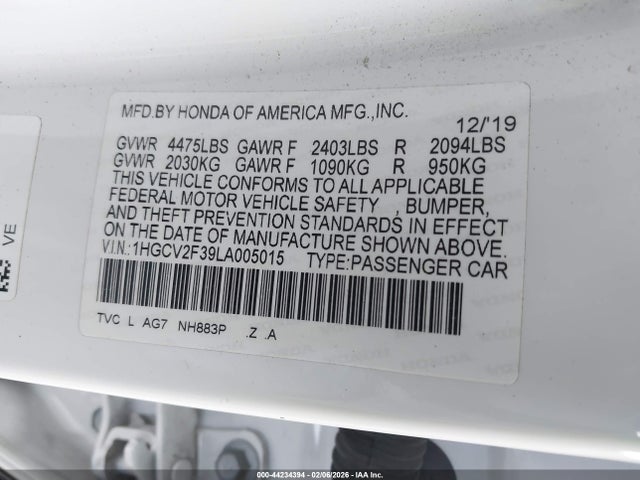 MFD.BY HONDA OF AMERICA MFG.,INC.
12/'19
GVWR 4475LBS GAWR F 2403LBS R 2094LBS
GVWR 2030KG GAWR F 1090KG R 950KG
THIS VEHICLE CONFORMS TO ALL APPLICABLE
FEDERAL MOTOR VEHICLE SAFETY , BUMPER,
AND THEFT PREVENTION STANDARDS IN EFFECT
ON THE DATE OF MANUFACTURE SHOWN ABOVE.
V.I.N.:1HGCV2F39LA005015 TYPE:PASSENGER CAR
TVC L AG7 NH883P .Z .A
VE
000-44234394 - 02/06/2026 - IAA Inc.